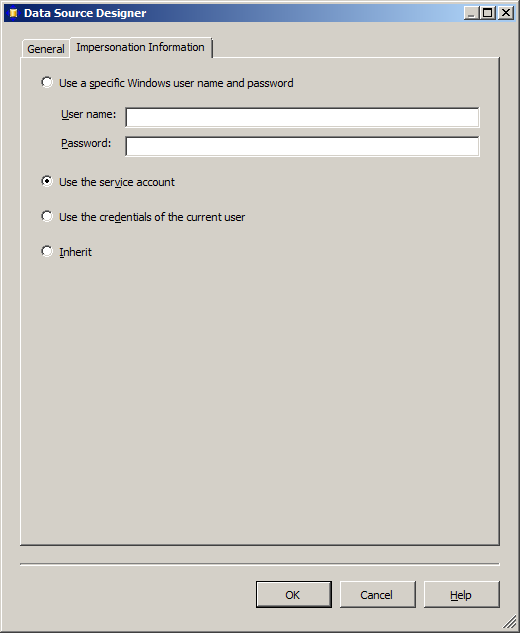 Data Source Designer
General
Impersonation Information
Use a specific Windows user name and password
User name:
Password:
Use the service account
Use the credentials of the current user
Inherit
OK
Cancel
Help